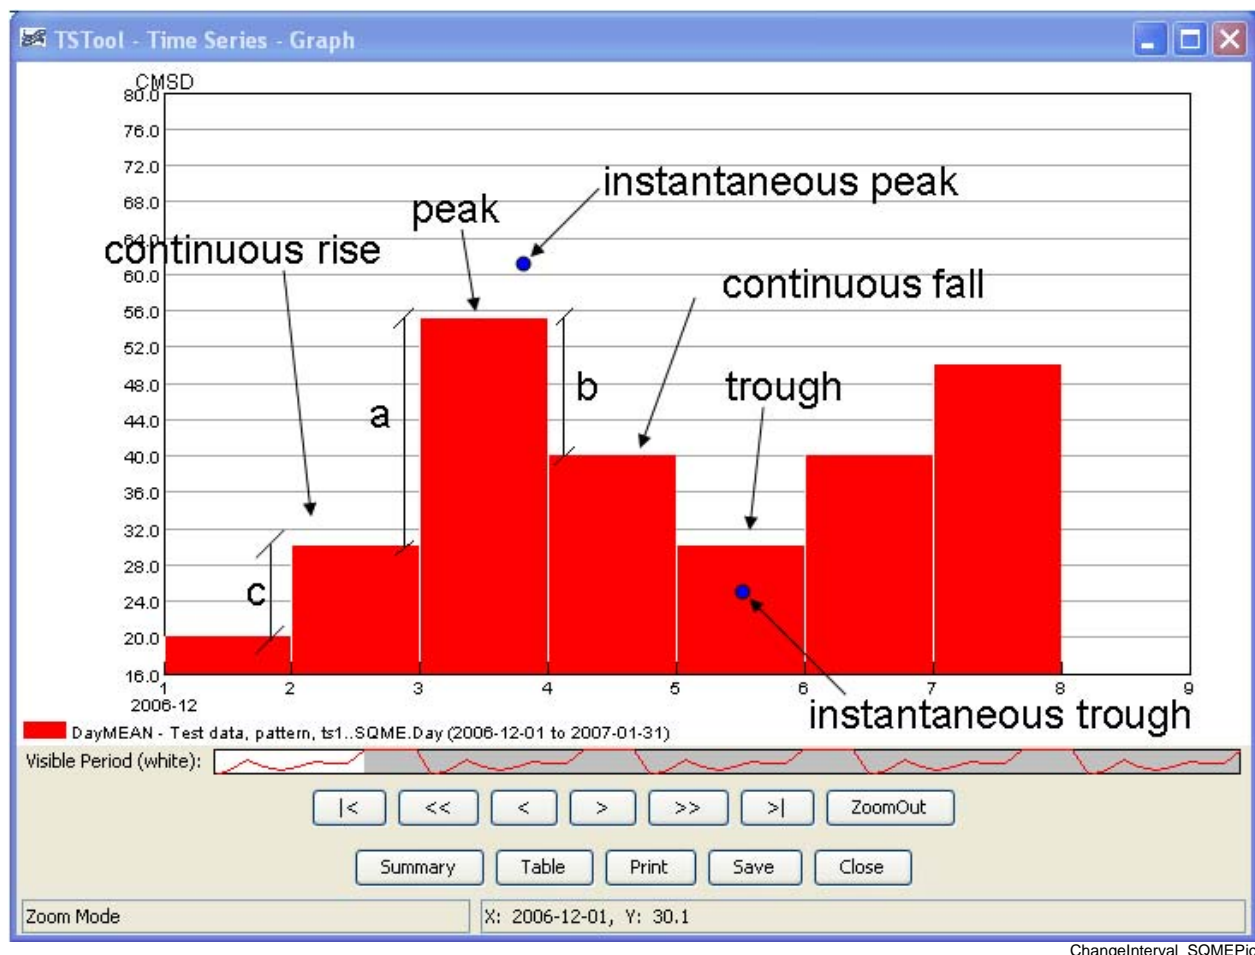 TSTool - Time Series - Graph
CMSD
80.0
76.0
72.0
68.0
64.0
60.0
56.0
52.0
48.0
44.0
40.0
36.0
32.0
28.0
24.0
20.0
16.0
instantaneous peak
peak
continuous rise
continuous fall
a
b
trough
c
1 2 3 4 5 6 7 8 9
2006-12
instantaneous trough
DayMEAN - Test data, pattern, ts1..SQME.Day (2006-12-01 to 2007-01-31)
Visible Period (white):
|< << < > >> >| ZoomOut
Summary Table Print Save Close
Zoom Mode X: 2006-12-01, Y: 30.1
ChangeInterval_SQMEPic